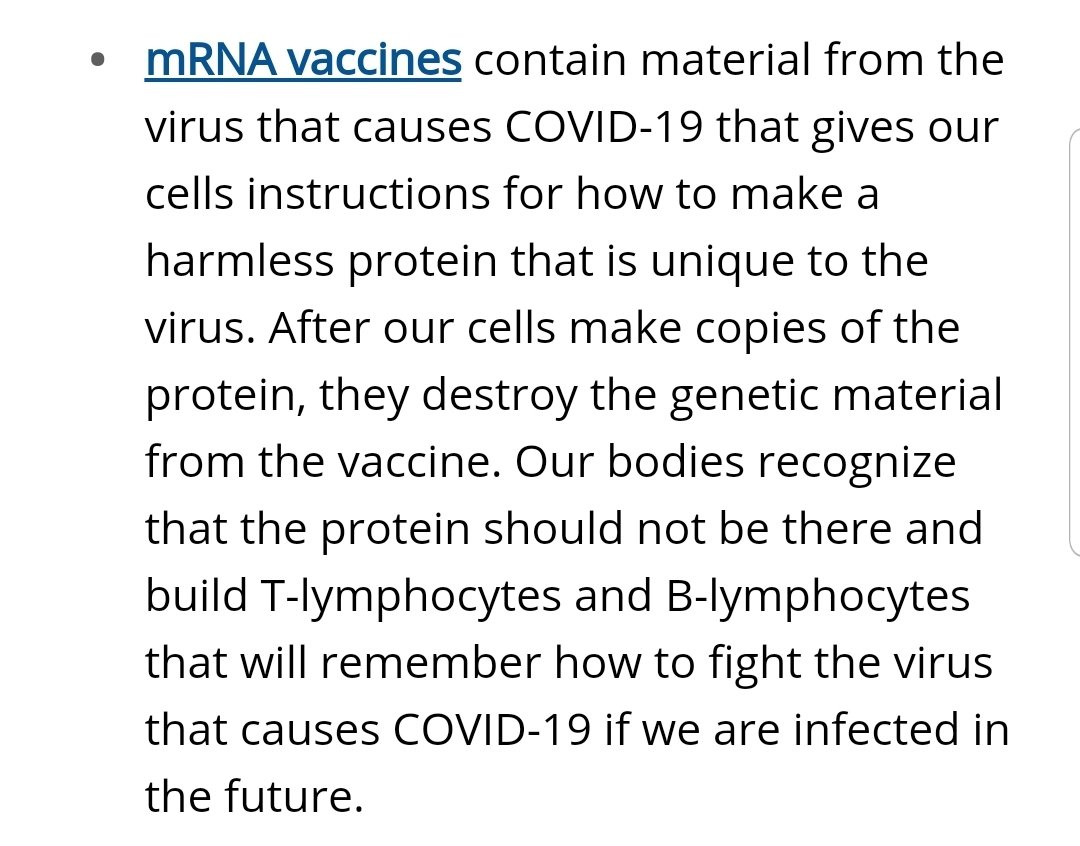 • mRNA vaccines contain material from the
virus that causes COVID-19 that gives our
cells instructions for how to make a
harmless protein that is unique to the
virus. After our cells make copies of the
protein, they destroy the genetic material
from the vaccine. Our bodies recognize
that the protein should not be there and
build T-lymphocytes and B-lymphocytes
that will remember how to fight the virus
that causes COVID-19 if we are infected in
the future.